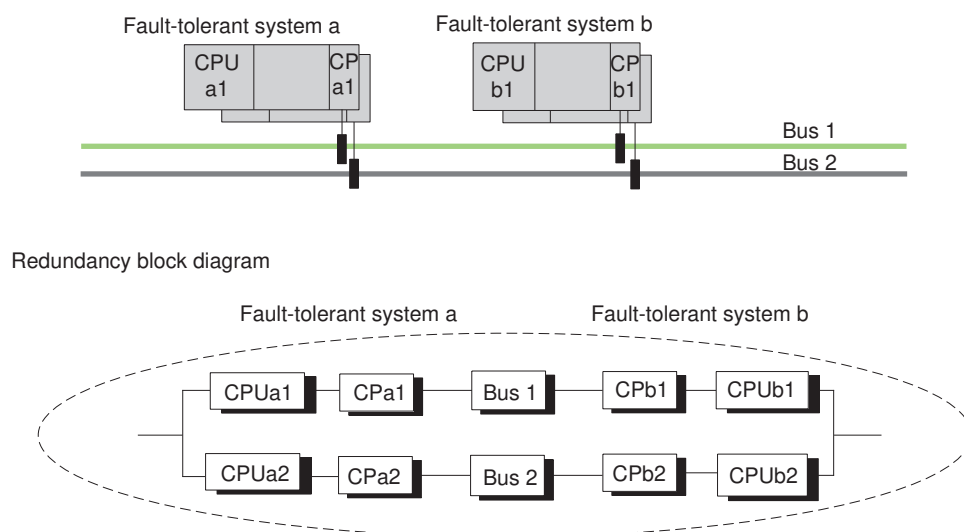 Fault-tolerant system a Fault-tolerant system b
CPU CP CPU CP
a1 a1 b1 b1
Bus 1
Bus 2
Redundancy block diagram
Fault-tolerant system a Fault-tolerant system b
CPUa1 CPa1 Bus 1 CPb1 CPUb1
CPUa2 CPa2 Bus 2 CPb2 CPUb2